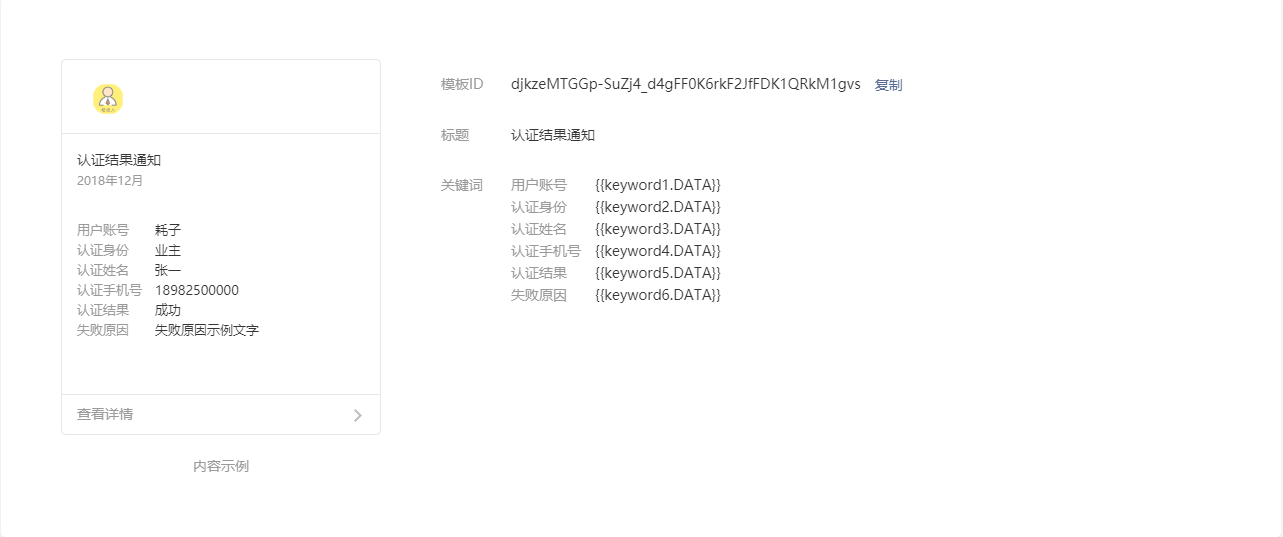 模板ID djkzeMTGGp-SuZj4_d4gFF0K6rkF2JfFDK1QRkM1gvs 复制
标题 认证结果通知
认证结果通知
2018年12月
用户账号 耗子
认证身份 业主
认证姓名 张一
认证手机号 18982500000
认证结果 成功
失败原因 失败原因示例文字
查看详情
内容示例
关键词 用户账号 {{keyword1.DATA}}
认证身份 {{keyword2.DATA}}
认证姓名 {{keyword3.DATA}}
认证手机号 {{keyword4.DATA}}
认证结果 {{keyword5.DATA}}
失败原因 {{keyword6.DATA}}